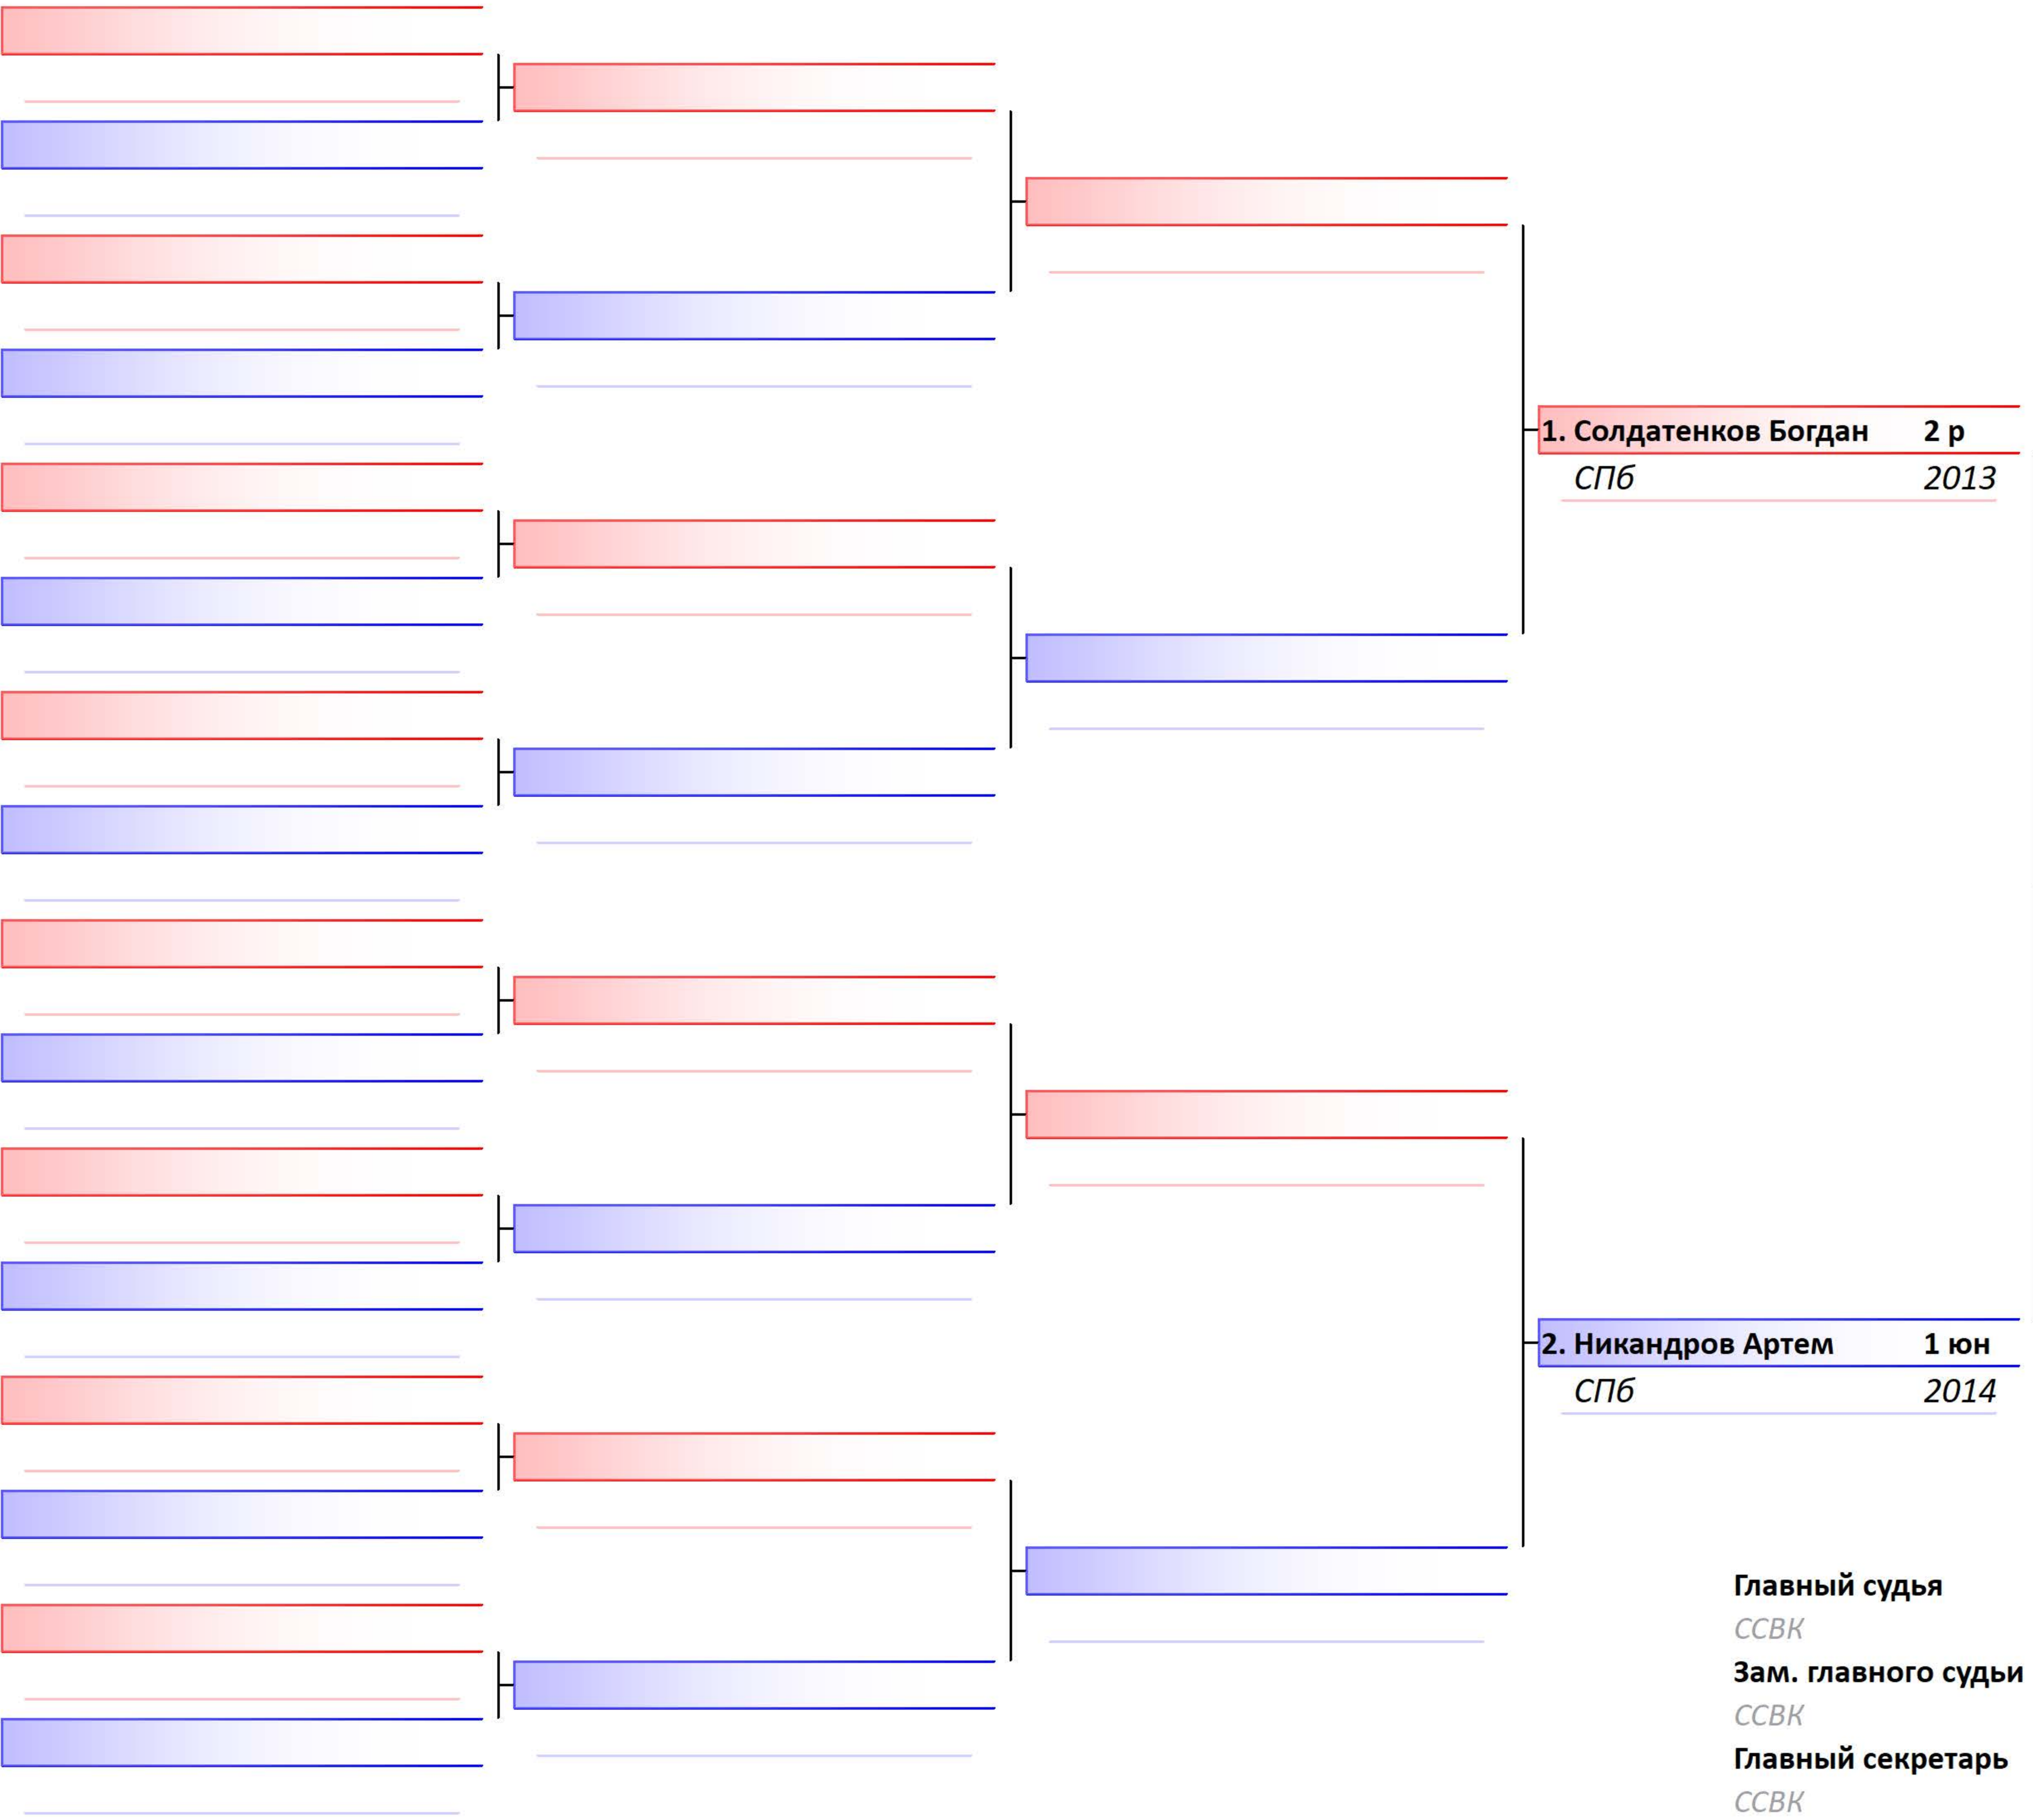 1. Солдатенков Богдан 2 р
СПб 2013
2. Никандров Артем 1 юн
СПб 2014
Главный судья
ССВК
Зам. главного судьи
ССВК
Главный секретарь
ССВК